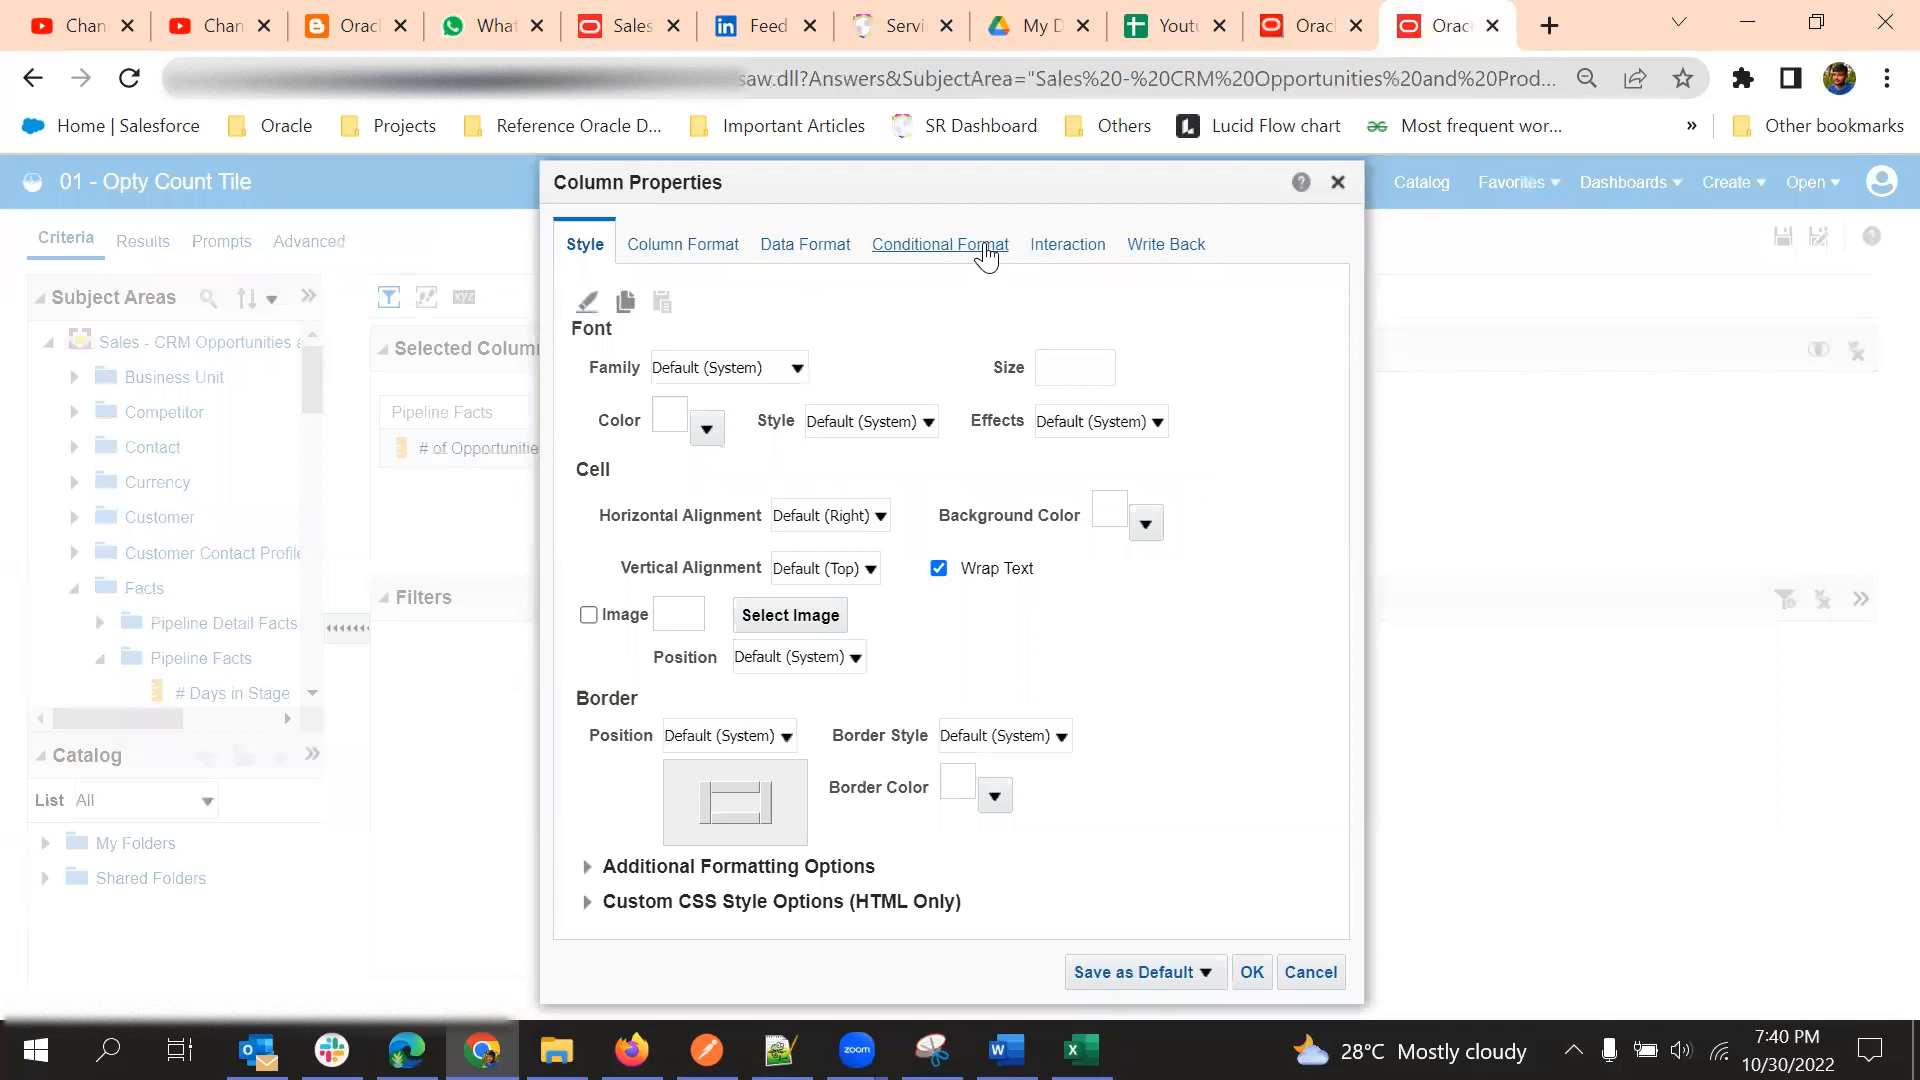 Chan
Chan
Oracl
What
Sales
Feed
Servi
My D
Youtu
Oracl
Oracl
saw.dll?Answers&SubjectArea="Sales%20-%20CRM%20Opportunities%20and%20Prod...
Home | Salesforce
Oracle
Projects
Reference Oracle D...
Important Articles
SR Dashboard
Others
Lucid Flow chart
Most frequent wor...
»
Other bookmarks
01 - Opty Count Tile
Catalog
Favorites
Dashboards
Create
Open
Criteria
Results
Prompts
Advanced
Subject Areas
Sales - CRM Opportunities a
Business Unit
Competitor
Contact
Currency
Customer
Customer Contact Profile
Facts
Pipeline Detail Facts
Pipeline Facts
# Days in Stage
Catalog
List All
My Folders
Shared Folders
xyz
Selected Colum
Pipeline Facts
# of Opportunitie
Filters
Column Properties
Style
Column Format
Data Format
Conditional Format
Interaction
Write Back
Font
Family Default (System)
Size
Color
Style Default (System)
Effects Default (System)
Cell
Horizontal Alignment Default (Right)
Background Color
Vertical Alignment Default (Top)
Wrap Text
Image
Select Image
Position Default (System)
Border
Position Default (System)
Border Style Default (System)
Border Color
Additional Formatting Options
Custom CSS Style Options (HTML Only)
Save as Default
OK
Cancel
zoom
28°C Mostly cloudy
7:40 PM
10/30/2022